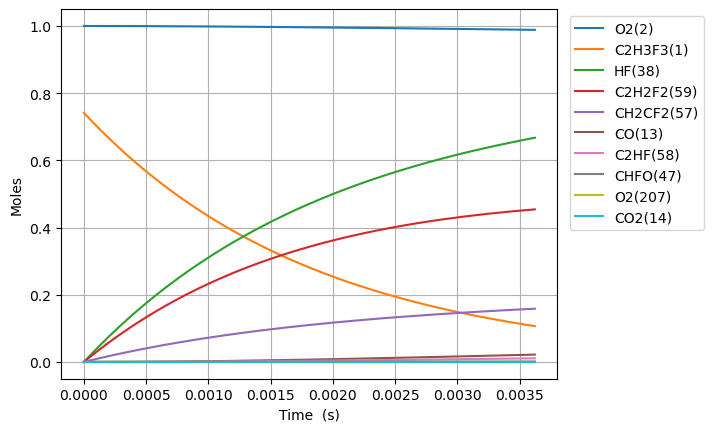 1.0
0.8
0.6
0.4
0.2
0.0
Moles
0.0000 0.0005 0.0010 0.0015 0.0020 0.0025 0.0030 0.0035
Time (s)
O2(2)
C2H3F3(1)
HF(38)
C2H2F2(59)
CH2CF2(57)
CO(13)
C2HF(58)
CHFO(47)
O2(207)
CO2(14)